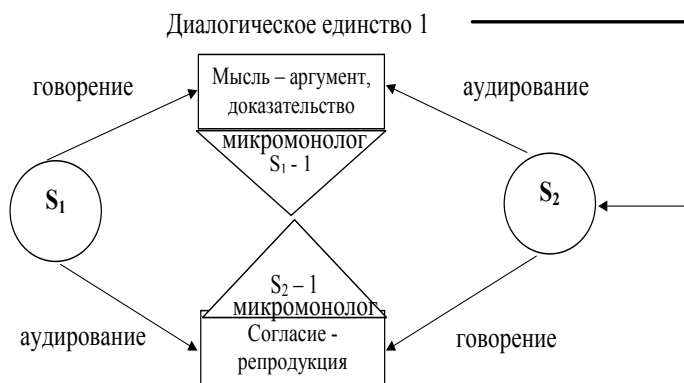 Диалогическое единство 1
говорение
Мысль – аргумент,
доказательство
аудирование
микромонолог
S₁ - 1
S₁
S₂
S₂ – 1
микромонолог
аудирование
Согласие -
репродукция
говорение